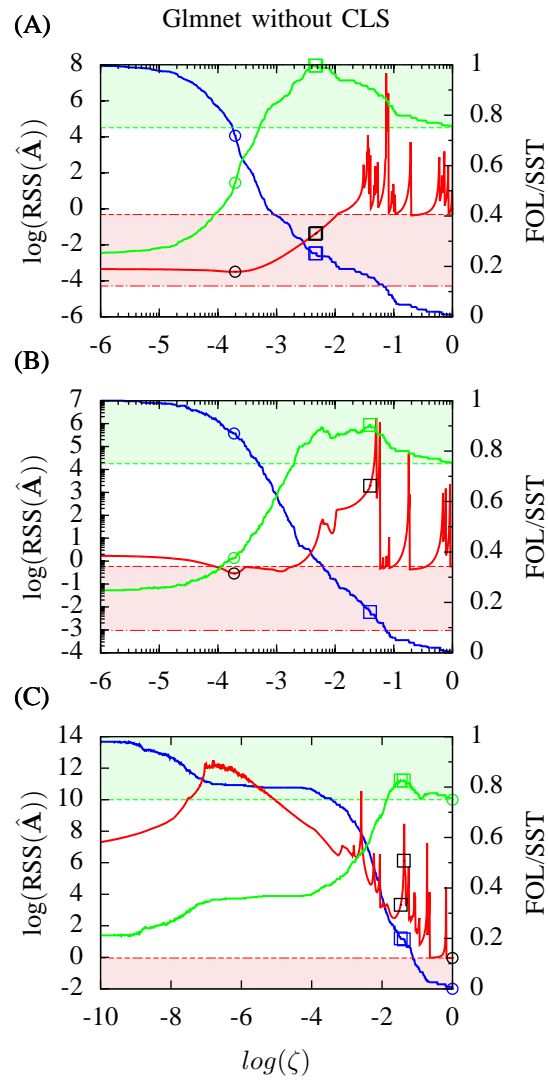 (A) Glmnet without CLS
log(RSS(Â)) FOL/SST
8 6 4 2 0 -2 -4 -6
1 0.8 0.6 0.4 0.2 0
-6 -5 -4 -3 -2 -1 0
(B)
log(RSS(Â)) FOL/SST
7 6 5 4 3 2 1 0 -1 -2 -3 -4
1 0.8 0.6 0.4 0.2 0
-6 -5 -4 -3 -2 -1 0
(C)
log(RSS(Â)) FOL/SST
14 12 10 8 6 4 2 0 -2
1 0.8 0.6 0.4 0.2 0
-10 -8 -6 -4 -2 0
log(ζ)